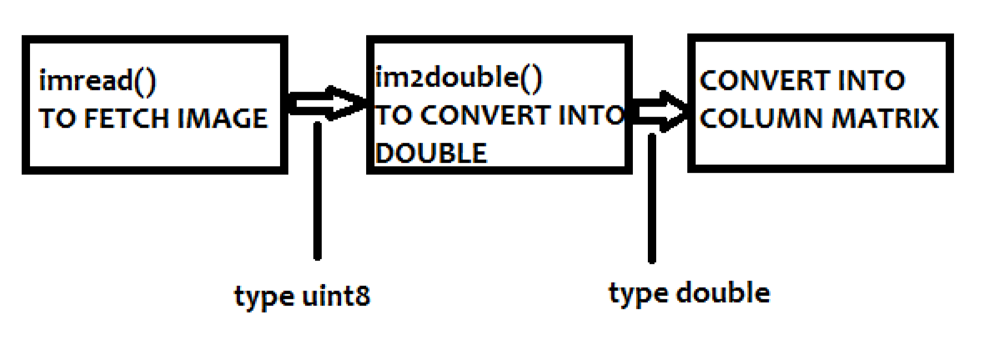 imread()
TO FETCH IMAGE
im2double()
TO CONVERT INTO
DOUBLE
CONVERT INTO
COLUMN MATRIX
type uint8
type double